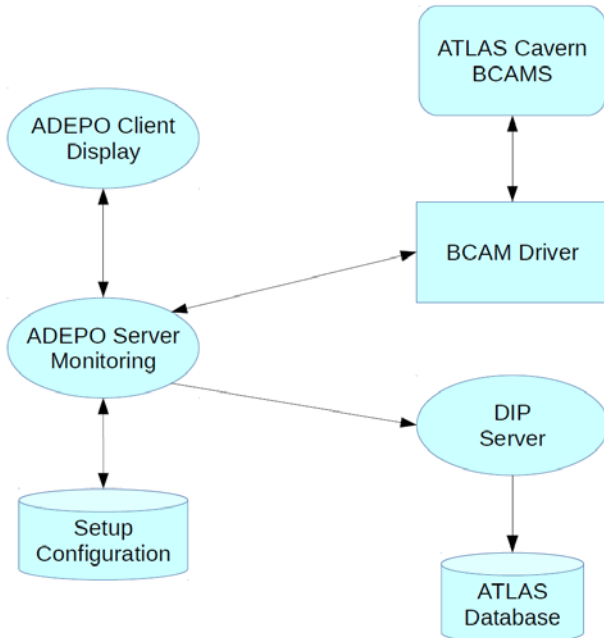 ATLAS Cavern
BCAMS
ADEPO Client
Display
BCAM Driver
ADEPO Server
Monitoring
DIP
Server
Setup
Configuration
ATLAS
Database